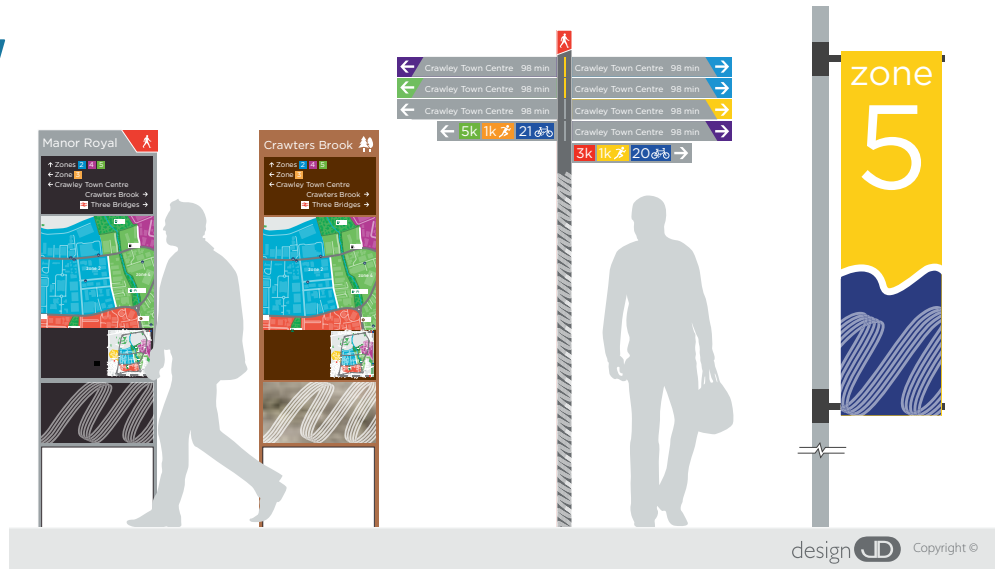 Manor Royal
↑ Zones 2 4 5
← Zone 3
← Crawley Town Centre
Crawters Brook →
Three Bridges →
zone 2
Crawters Brook
↑ Zones 2 4 5
← Zone 3
← Crawley Town Centre
Crawters Brook →
Three Bridges →
zone 2
← Crawley Town Centre 98 min
← Crawley Town Centre 98 min
← Crawley Town Centre 98 min
← 5k 1k 21
Crawley Town Centre 98 min →
Crawley Town Centre 98 min →
Crawley Town Centre 98 min →
Crawley Town Centre 98 min →
3k 1k 20 →
zone
5
design JD Copyright ©